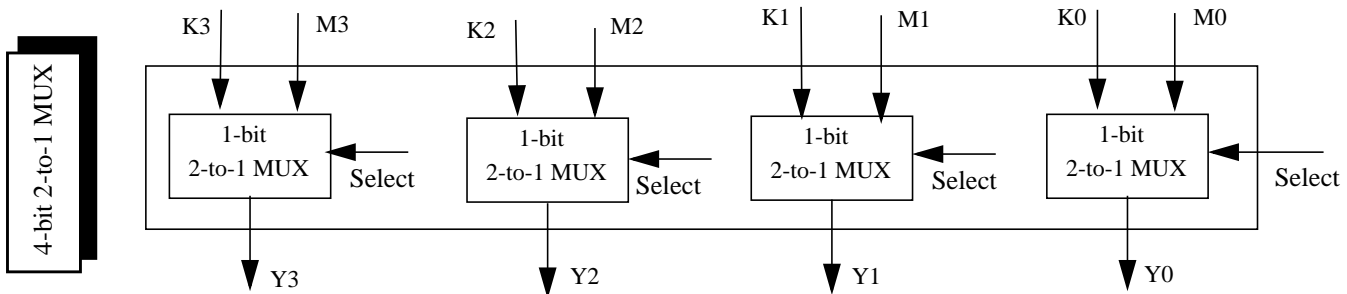 4-bit 2-to-1 MUX
K3 M3 K2 M2 K1 M1 K0 M0
1-bit
2-to-1 MUX
Select
1-bit
2-to-1 MUX
Select
1-bit
2-to-1 MUX
Select
1-bit
2-to-1 MUX
Select
Y3 Y2 Y1 Y0